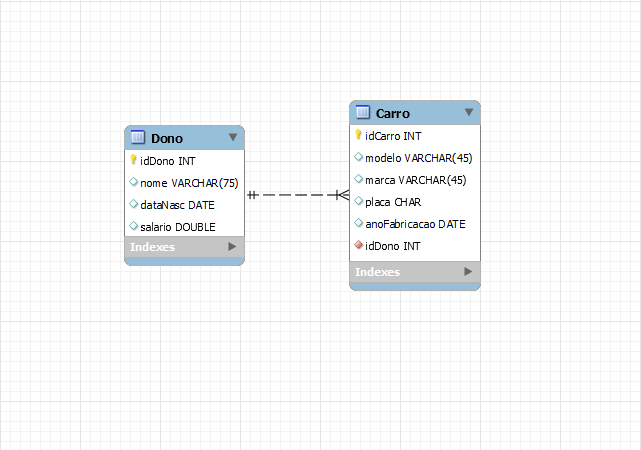 Dono
idDono INT
nome VARCHAR(75)
dataNasc DATE
salario DOUBLE
Indexes
Carro
idCarro INT
modelo VARCHAR(45)
marca VARCHAR(45)
placa CHAR
anoFabricacao DATE
idDono INT
Indexes